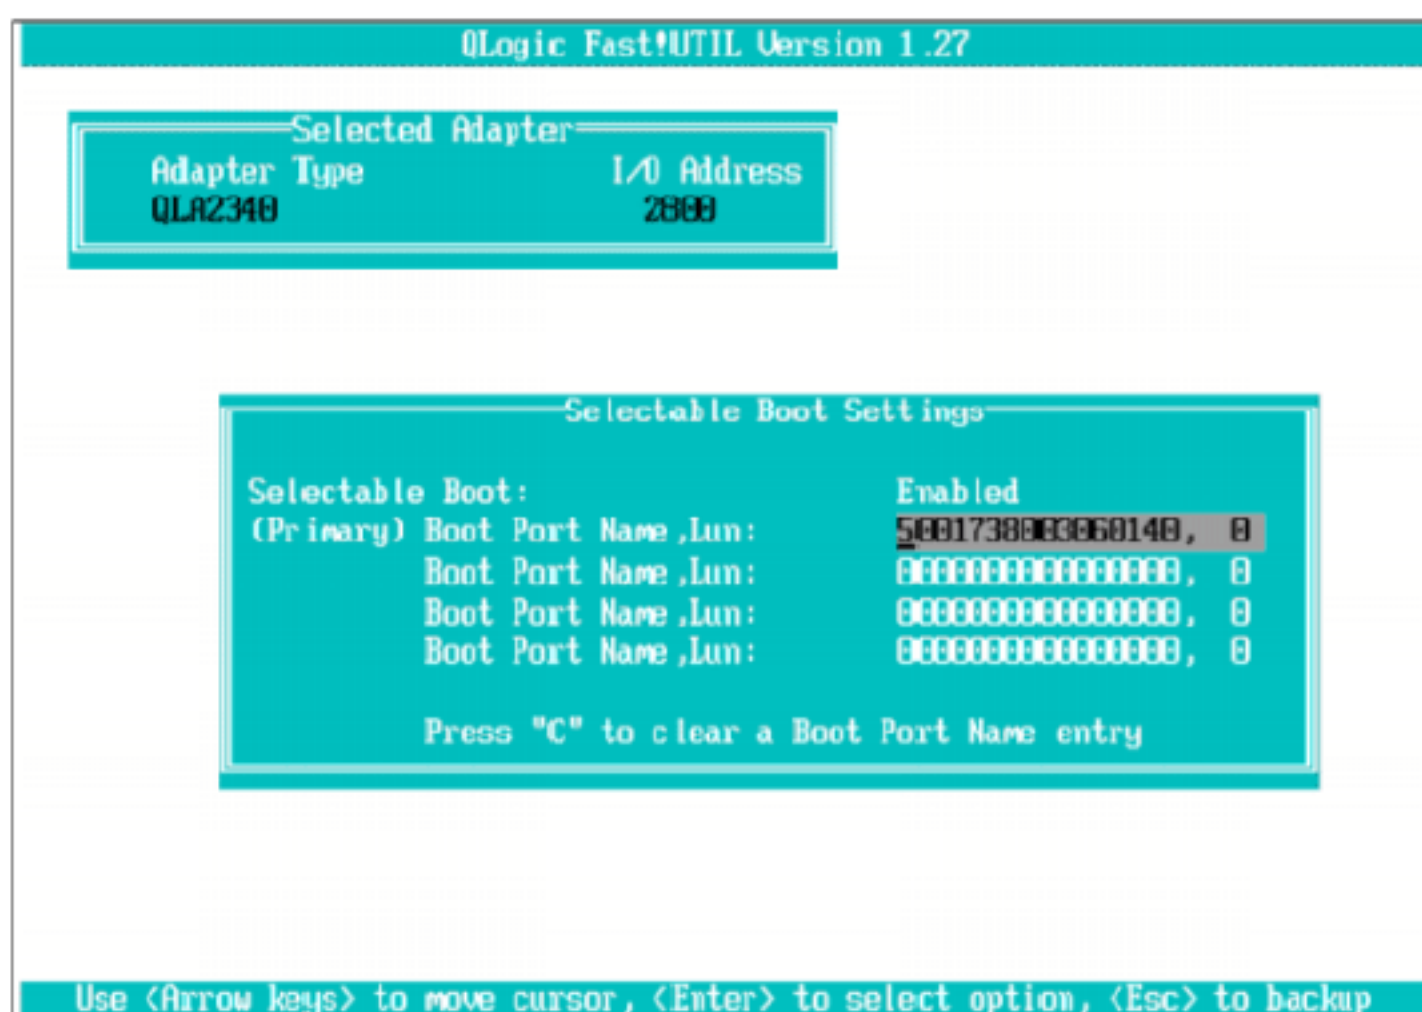 QLogic Fast!UTIL Version 1.27
Selected Adapter
Adapter Type I/O Address
QLA2340 2800
Selectable Boot Settings
Selectable Boot: Enabled
(Primary) Boot Port Name,Lun: 5001738003060140, 0
Boot Port Name,Lun: 0000000000000000, 0
Boot Port Name,Lun: 0000000000000000, 0
Boot Port Name,Lun: 0000000000000000, 0
Press "C" to clear a Boot Port Name entry
Use <Arrow keys> to move cursor, <Enter> to select option, <Esc> to backup